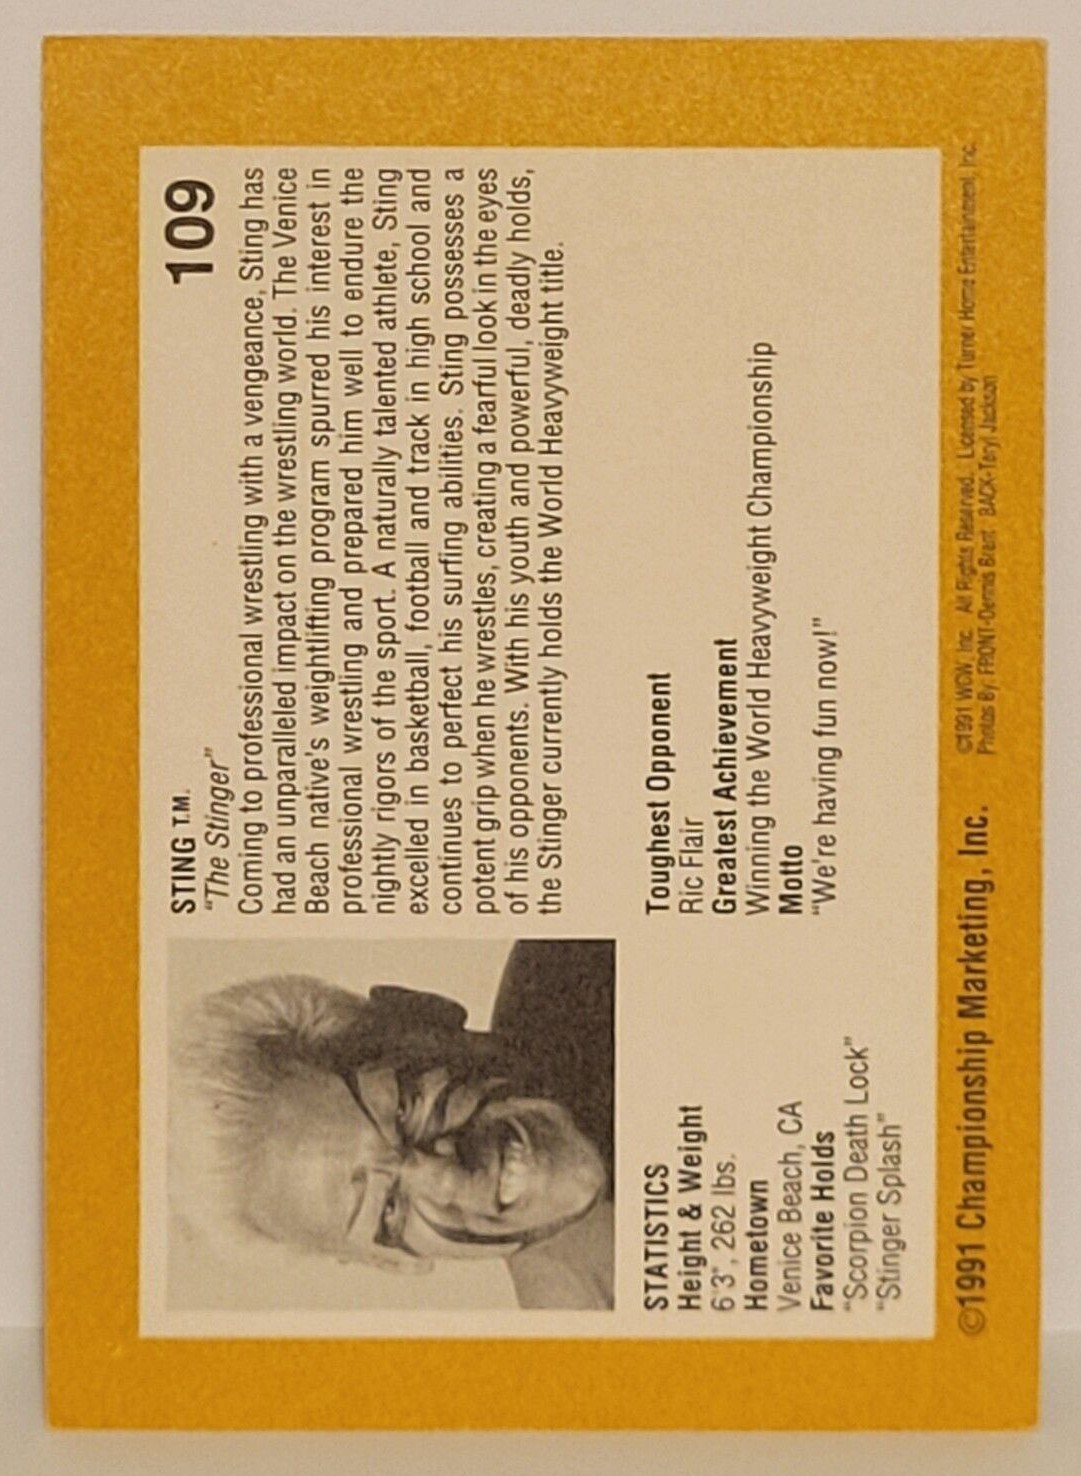 109
STING T.M.
"The Stinger"
Coming to professional wrestling with a vengeance, Sting has
had an unparalleled impact on the wrestling world. The Venice
Beach native's weightlifting program spurred his interest in
professional wrestling and prepared him well to endure the
nightly rigors of the sport. A naturally talented athlete, Sting
excelled in basketball, football and track in high school and
continues to perfect his surfing abilities. Sting possesses a
potent grip when he wrestles, creating a fearful look in the eyes
of his opponents. With his youth and powerful, deadly holds,
the Stinger currently holds the World Heavyweight title.
STATISTICS
Height & Weight
6'3", 262 lbs.
Hometown
Venice Beach, CA
Favorite Holds
"Scorpion Death Lock"
"Stinger Splash"
Toughest Opponent
Ric Flair
Greatest Achievement
Winning the World Heavyweight Championship
Motto
"We're having fun now!"
©1991 Championship Marketing, Inc.
©1991 WCW, Inc. All Rights Reserved. Licensed by Turner Home Entertainment, Inc.
Photos By: FRONT-Dennis Brent BACK-Teryl Jackson